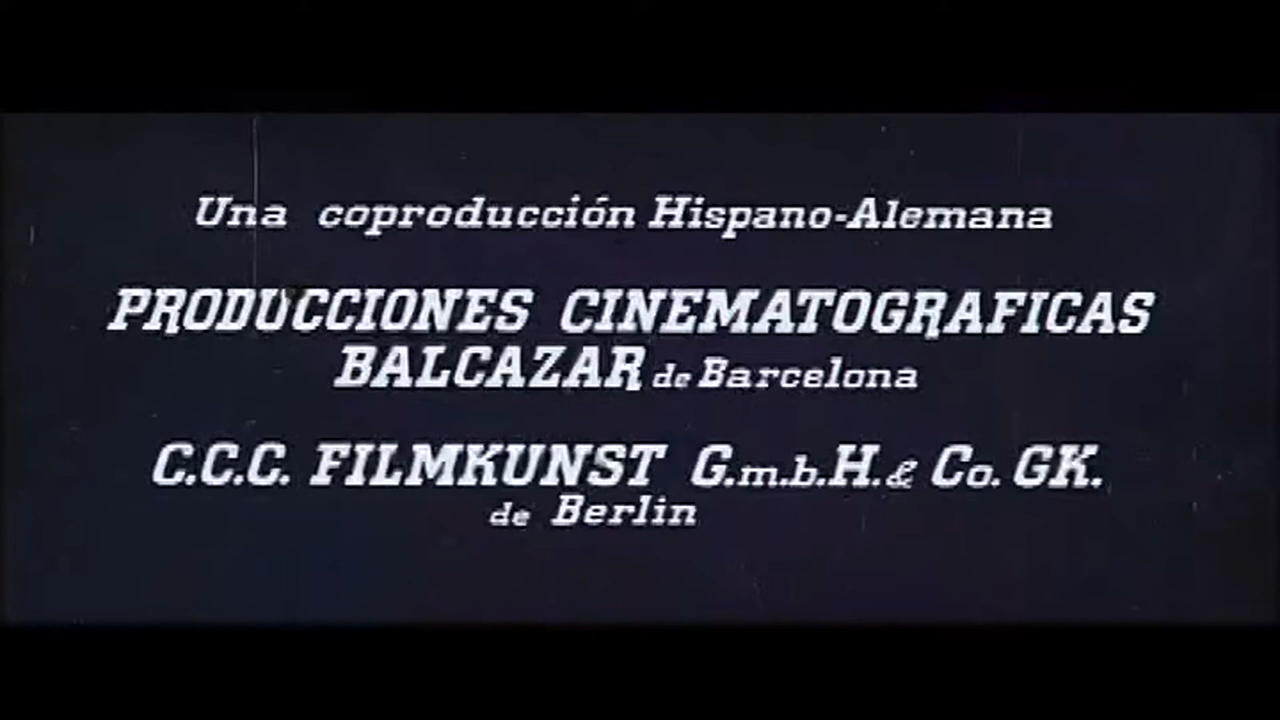 Una coproducción Hispano-Alemana
PRODUCCIONES CINEMATOGRAFICAS
BALCAZAR de Barcelona
C.C.C. FILMKUNST G.m.b.H. & Co. GK.
de Berlin